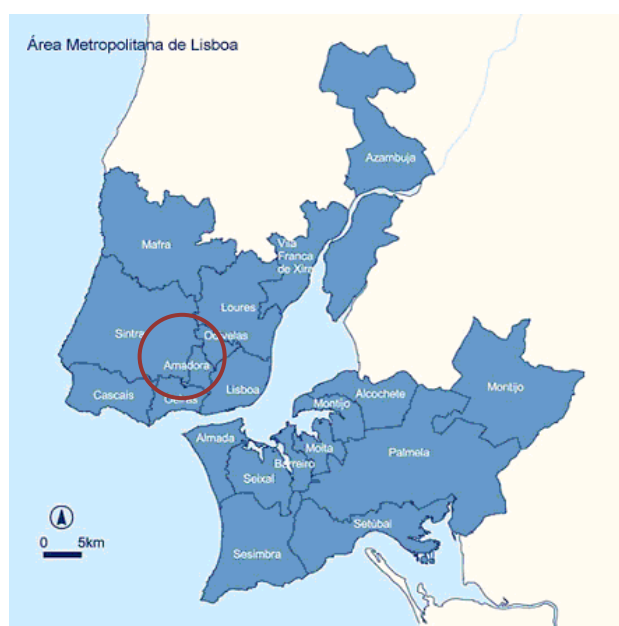 Área Metropolitana de Lisboa
Azambuja
Mafra
Vila
Franca
de Xira
Loures
Sintra
Odivelas
Amadora
Lisboa
Cascais
Oeiras
Montijo
Alcochete
Montijo
Almada
Moita
Barreiro
Palmela
Seixal
Setúbal
Sesimbra
0 5km